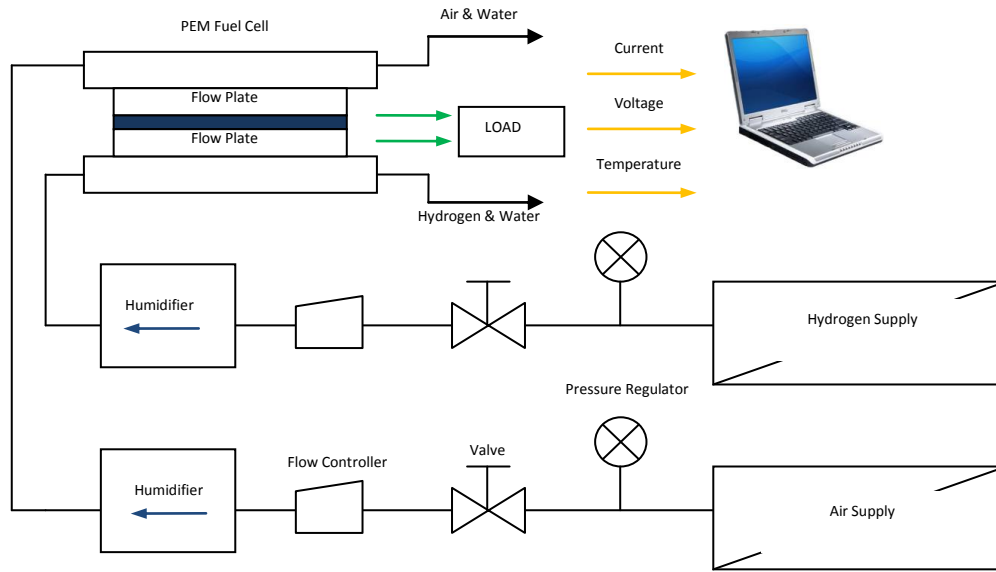 Air & Water
PEM Fuel Cell
Current
Flow Plate
Voltage
LOAD
Flow Plate
Temperature
Hydrogen & Water
Humidifier
Hydrogen Supply
Pressure Regulator
Flow Controller
Valve
Humidifier
Air Supply